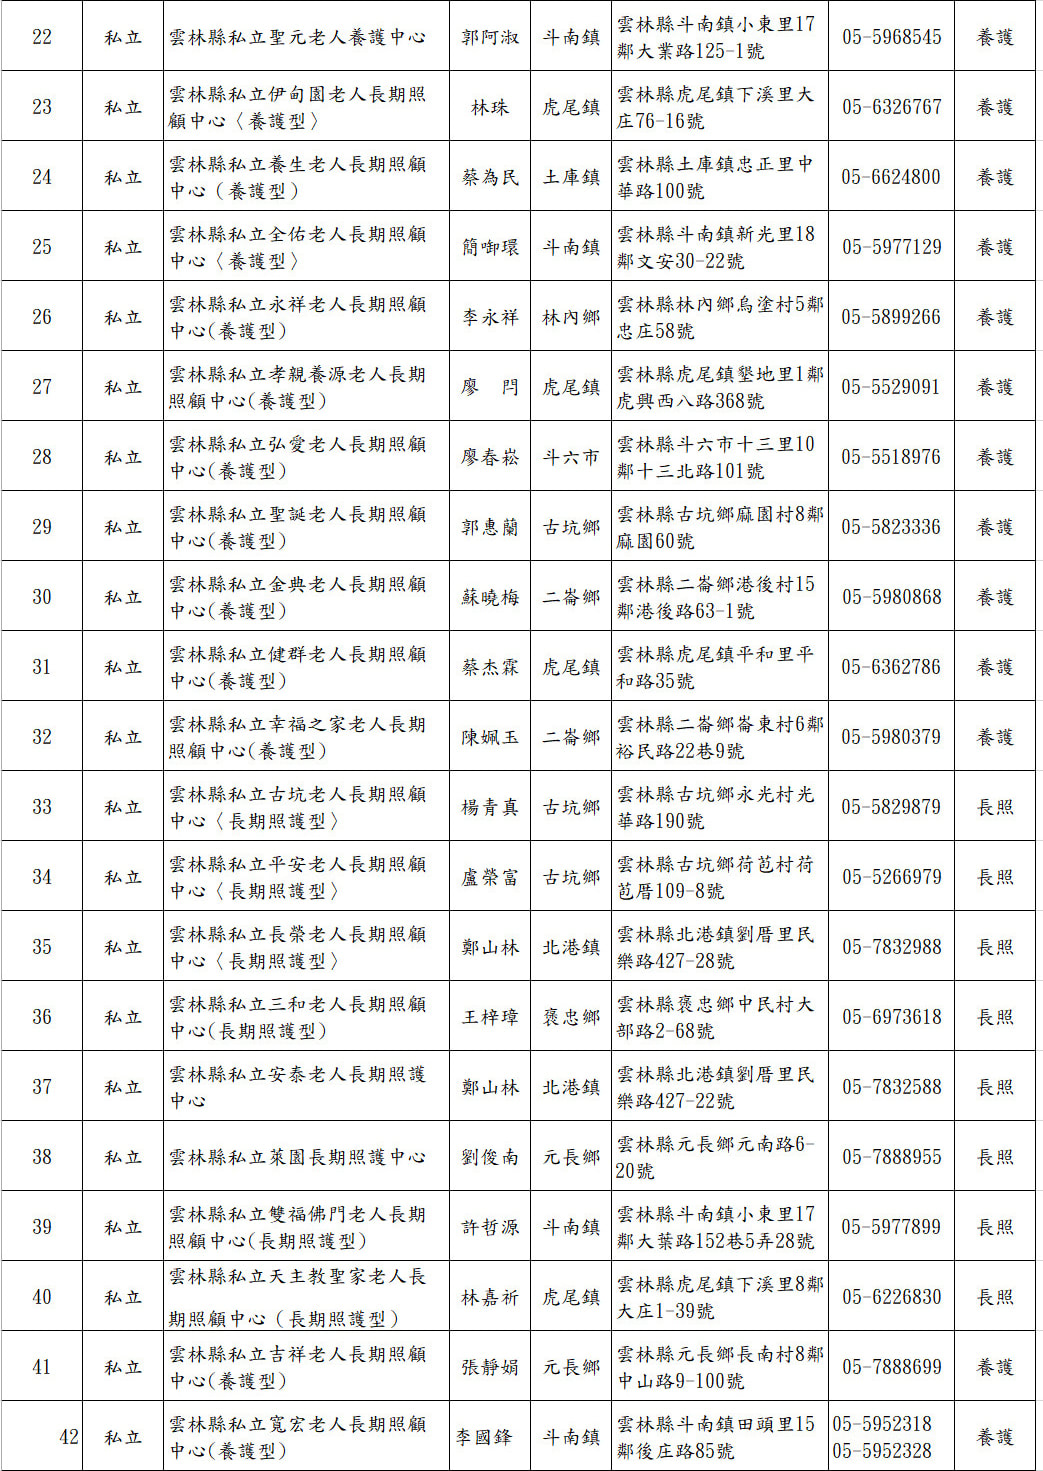 22 私立 雲林縣私立聖元老人養護中心 郭阿淑 斗南鎮 雲林縣斗南鎮小東里17
鄰大業路125-1號 05-5968545 養護
23 私立 雲林縣私立伊甸園老人長期照
顧中心〈養護型〉 林珠 虎尾鎮 雲林縣虎尾鎮下溪里大
庄76-16號 05-6326767 養護
24 私立 雲林縣私立養生老人長期照顧
中心（養護型） 蔡為民 土庫鎮 雲林縣土庫鎮忠正里中
華路100號 05-6624800 養護
25 私立 雲林縣私立全佑老人長期照顧
中心〈養護型〉 簡啣環 斗南鎮 雲林縣斗南鎮新光里18
鄰文安30-22號 05-5977129 養護
26 私立 雲林縣私立永祥老人長期照顧
中心(養護型) 李永祥 林內鄉 雲林縣林內鄉烏塗村5鄰
忠庄58號 05-5899266 養護
27 私立 雲林縣私立孝親養源老人長期
照顧中心(養護型) 廖　閂 虎尾鎮 雲林縣虎尾鎮墾地里1鄰
虎興西八路368號 05-5529091 養護
28 私立 雲林縣私立弘愛老人長期照顧
中心(養護型) 廖春崧 斗六市 雲林縣斗六市十三里10
鄰十三北路101號 05-5518976 養護
29 私立 雲林縣私立聖誕老人長期照顧
中心(養護型) 郭惠蘭 古坑鄉 雲林縣古坑鄉麻園村8鄰
麻園60號 05-5823336 養護
30 私立 雲林縣私立金典老人長期照顧
中心(養護型) 蘇曉梅 二崙鄉 雲林縣二崙鄉港後村15
鄰港後路63-1號 05-5980868 養護
31 私立 雲林縣私立健群老人長期照顧
中心(養護型) 蔡杰霖 虎尾鎮 雲林縣虎尾鎮平和里平
和路35號 05-6362786 養護
32 私立 雲林縣私立幸福之家老人長期
照顧中心(養護型) 陳姵玉 二崙鄉 雲林縣二崙鄉崙東村6鄰
裕民路22巷9號 05-5980379 養護
33 私立 雲林縣私立古坑老人長期照顧
中心〈長期照護型〉 楊青真 古坑鄉 雲林縣古坑鄉永光村光
華路190號 05-5829879 長照
34 私立 雲林縣私立平安老人長期照顧
中心〈長期照護型〉 盧榮富 古坑鄉 雲林縣古坑鄉荷苞村荷
苞厝109-8號 05-5266979 長照
35 私立 雲林縣私立長榮老人長期照顧
中心〈長期照護型〉 鄭山林 北港鎮 雲林縣北港鎮劉厝里民
樂路427-28號 05-7832988 長照
36 私立 雲林縣私立三和老人長期照顧
中心(長期照護型) 王梓璋 褒忠鄉 雲林縣褒忠鄉中民村大
部路2-68號 05-6973618 長照
37 私立 雲林縣私立安泰老人長期照護
中心 鄭山林 北港鎮 雲林縣北港鎮劉厝里民
樂路427-22號 05-7832588 長照
38 私立 雲林縣私立萊園長期照護中心 劉俊南 元長鄉 雲林縣元長鄉元南路6-
20號 05-7888955 長照
39 私立 雲林縣私立雙福佛門老人長期
照顧中心(長期照護型) 許哲源 斗南鎮 雲林縣斗南鎮小東里17
鄰大葉路152巷5弄28號 05-5977899 長照
40 私立 雲林縣私立天主教聖家老人長
期照顧中心（長期照護型） 林嘉祈 虎尾鎮 雲林縣虎尾鎮下溪里8鄰
大庄1-39號 05-6226830 長照
41 私立 雲林縣私立吉祥老人長期照顧
中心(養護型) 張靜娟 元長鄉 雲林縣元長鄉長南村8鄰
中山路9-100號 05-7888699 養護
42 私立 雲林縣私立寬宏老人長期照顧
中心(養護型) 李國鋒 斗南鎮 雲林縣斗南鎮田頭里15
鄰後庄路85號 05-5952318
05-5952328 養護